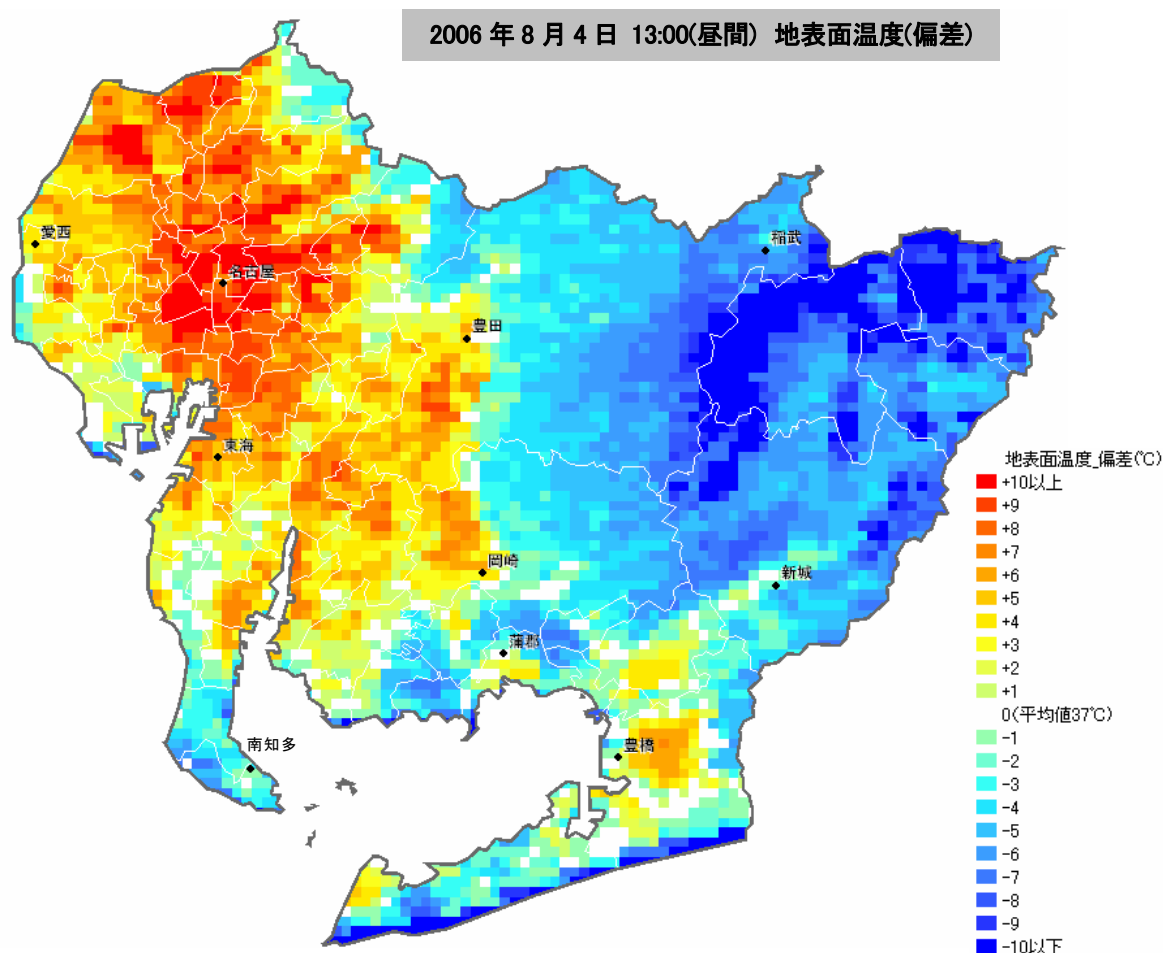 2006 年 8 月 4 日 13:00(昼間) 地表面温度(偏差)
稲武
愛西
名古屋
豊田
東海
岡崎
新城
蒲郡
南知多
豊橋
地表面温度_偏差(℃)
+10以上
+9
+8
+7
+6
+5
+4
+3
+2
+1
0(平均値37℃)
-1
-2
-3
-4
-5
-6
-7
-8
-9
-10以下